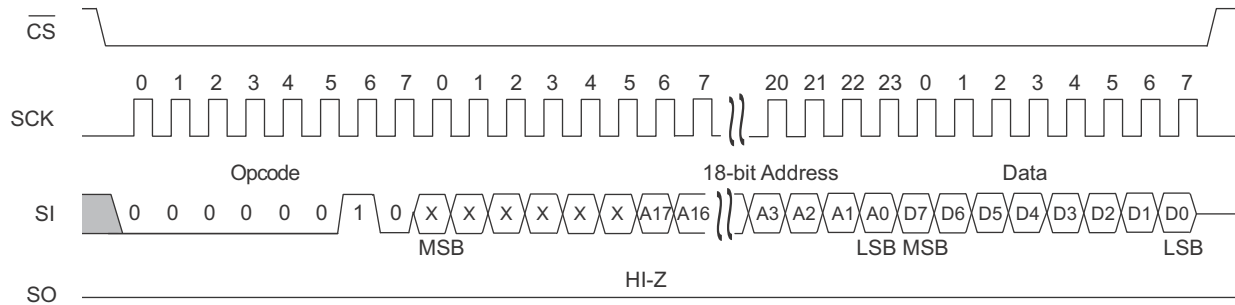 CS
0 1 2 3 4 5 6 7 0 1 2 3 4 5 6 7 20 21 22 23 0 1 2 3 4 5 6 7
SCK
Opcode 18-bit Address Data
SI 0 0 0 0 0 0 1 0 X X X X X X A17 A16 A3 A2 A1 A0 D7 D6 D5 D4 D3 D2 D1 D0
MSB LSB MSB LSB
HI-Z
SO